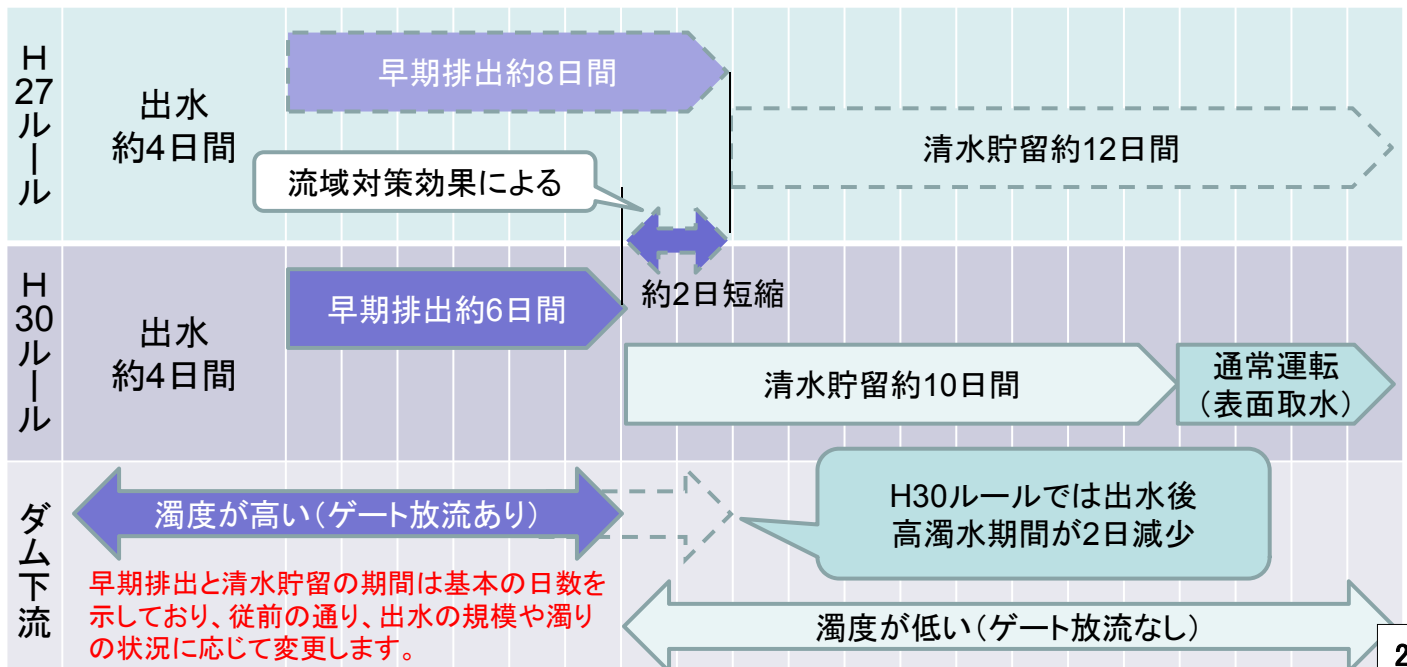 H27ルール
出水
約4日間
早期排出約8日間
清水貯留約12日間
流域対策効果による
約2日短縮
H30ルール
出水
約4日間
早期排出約6日間
清水貯留約10日間
通常運転
（表面取水）
ダム下流
濁度が高い（ゲート放流あり）
H30ルールでは出水後
高濁水期間が2日減少
早期排出と清水貯留の期間は基本の日数を
示しており、従前の通り、出水の規模や濁り
の状況に応じて変更します。
濁度が低い（ゲート放流なし）
2